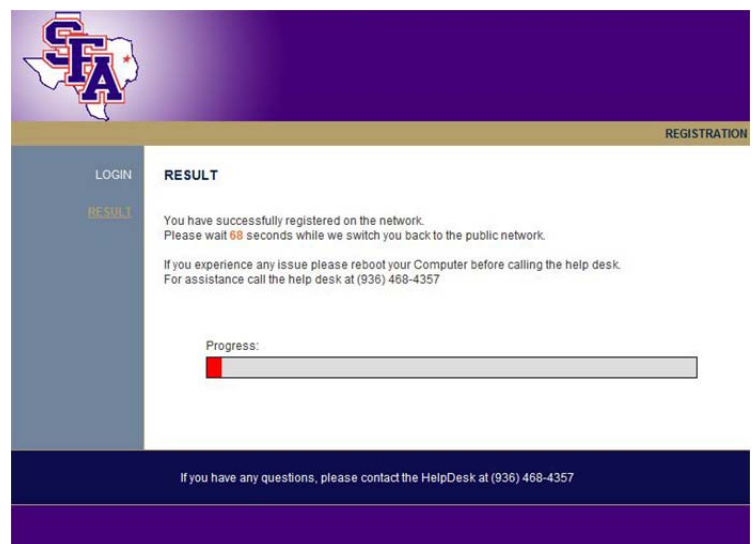 SFA
REGISTRATION
LOGIN
RESULT
RESULT
You have successfully registered on the network.
Please wait 68 seconds while we switch you back to the public network.
If you experience any issue please reboot your Computer before calling the help desk.
For assistance call the help desk at (936) 468-4357
Progress:
If you have any questions, please contact the HelpDesk at (936) 468-4357